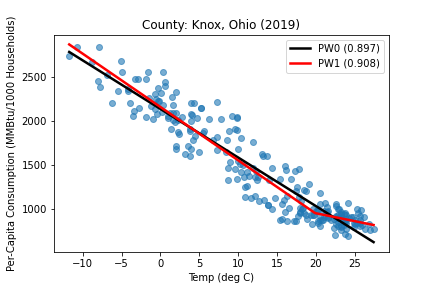 County: Knox, Ohio (2019)
PW0 (0.897)
PW1 (0.908)
Per-Capita Consumption (MMBtu/1000 Households)
2500
2000
1500
1000
−10 −5 0 5 10 15 20 25
Temp (deg C)